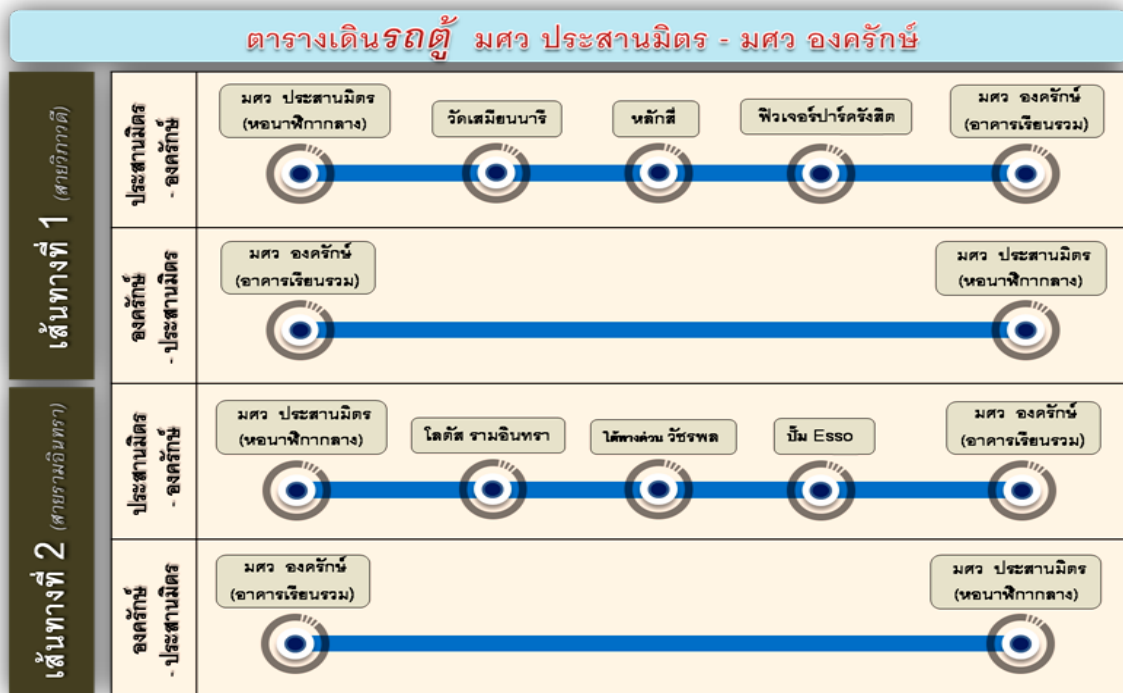 ตารางเดินรถตู้ มศว ประสานมิตร - มศว องครักษ์
เส้นทางที่ 1 (สายวิภาวดี)
ประสานมิตร
- องครักษ์
มศว ประสานมิตร
(หอนาฬิกากลาง)
วัดเสมียนนารี
หลักสี่
ฟิวเจอร์ปาร์ครังสิต
มศว องครักษ์
(อาคารเรียนรวม)
องครักษ์
- ประสานมิตร
มศว องครักษ์
(อาคารเรียนรวม)
มศว ประสานมิตร
(หอนาฬิกากลาง)
เส้นทางที่ 2 (สายรามอินทรา)
ประสานมิตร
- องครักษ์
มศว ประสานมิตร
(หอนาฬิกากลาง)
โลตัส รามอินทรา
ใต้ทางด่วน วัชรพล
ปั๊ม Esso
มศว องครักษ์
(อาคารเรียนรวม)
องครักษ์
- ประสานมิตร
มศว องครักษ์
(อาคารเรียนรวม)
มศว ประสานมิตร
(หอนาฬิกากลาง)